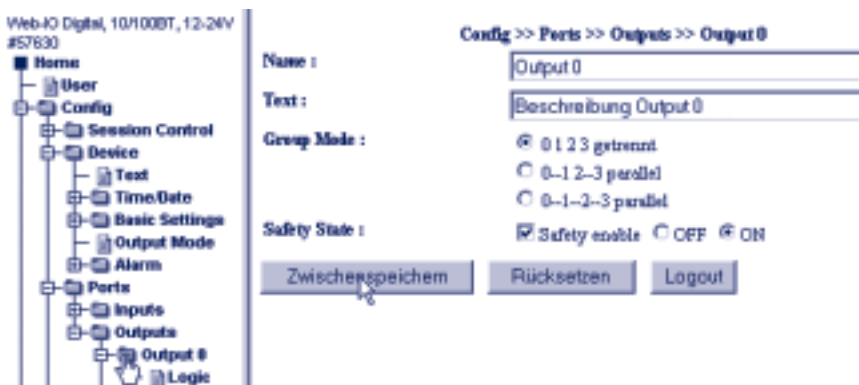 Web-IO Digital, 10/100BT, 12-24V
#57630
Home
User
Config
Session Control
Device
Text
Time/Date
Basic Settings
Output Mode
Alarm
Ports
Inputs
Outputs
Output 0
Logic
Config >> Ports >> Outputs >> Output 0
Name :
Output 0
Text :
Beschreibung Output 0
Group Mode :
0 1 2 3 getrennt
0--1 2--3 parallel
0--1--2--3 parallel
Safety State :
Safety enable OFF ON
Zwischenspeichern Rücksetzen Logout